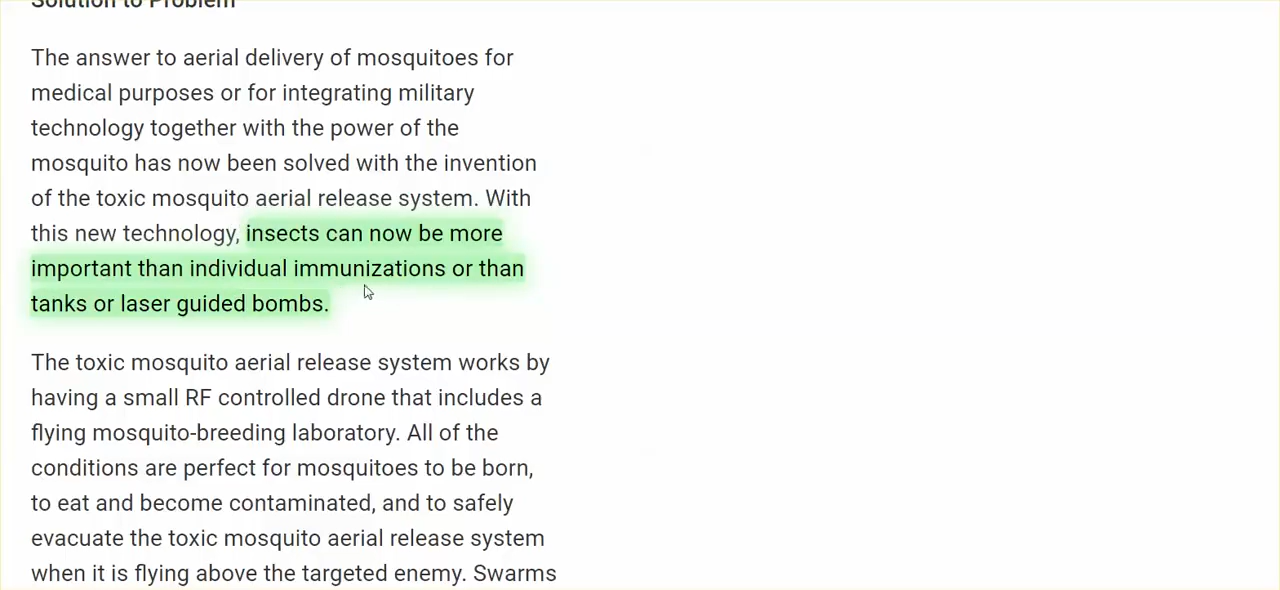 Solution to Problem
The answer to aerial delivery of mosquitoes for
medical purposes or for integrating military
technology together with the power of the
mosquito has now been solved with the invention
of the toxic mosquito aerial release system. With
this new technology, insects can now be more
important than individual immunizations or than
tanks or laser guided bombs.
The toxic mosquito aerial release system works by
having a small RF controlled drone that includes a
flying mosquito-breeding laboratory. All of the
conditions are perfect for mosquitoes to be born,
to eat and become contaminated, and to safely
evacuate the toxic mosquito aerial release system
when it is flying above the targeted enemy. Swarms